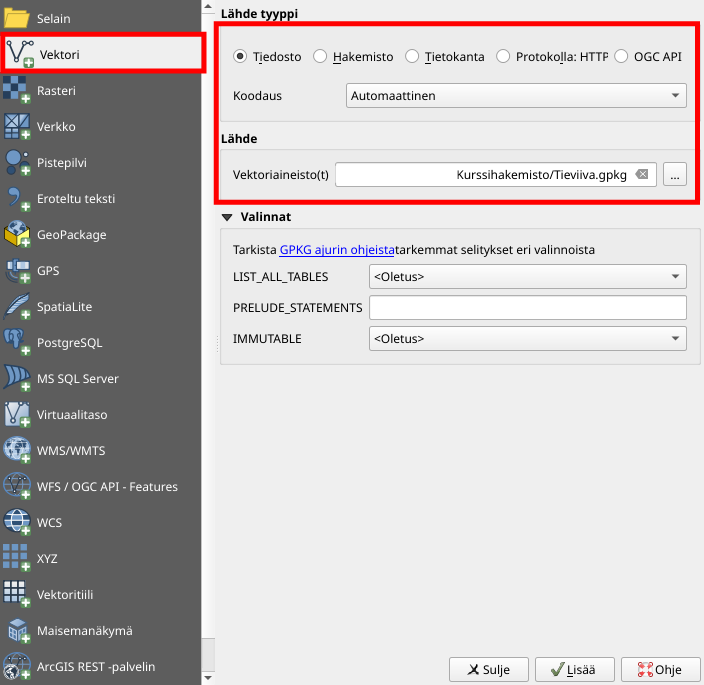 Selain
Vektori
Rasteri
Verkko
Pistepilvi
Eroteltu teksti
GeoPackage
GPS
SpatiaLite
PostgreSQL
MS SQL Server
Virtuaalitaso
WMS/WMTS
WFS / OGC API - Features
WCS
XYZ
Vektoritiili
Maisemanäkymä
ArcGIS REST -palvelin
Lähde tyyppi
Tiedosto Hakemisto Tietokanta Protokolla: HTTP OGC API
Koodaus Automaattinen
Lähde
Vektoriaineisto(t) Kurssihakemisto/Tieviiva.gpkg ...
Valinnat
Tarkista GPKG ajurin ohjeistatarkemmat selitykset eri valinnoista
LIST_ALL_TABLES <Oletus>
PRELUDE_STATEMENTS
IMMUTABLE <Oletus>
Sulje Lisää Ohje